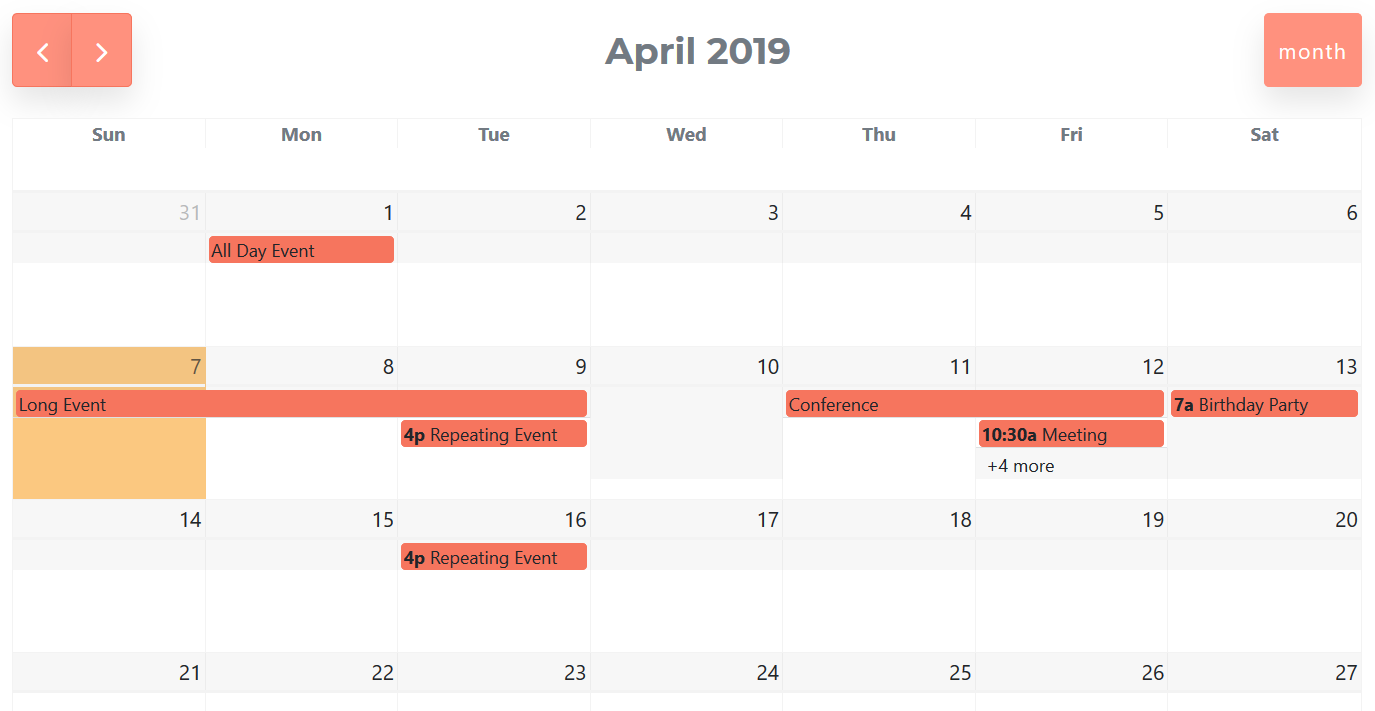 April 2019
month
Sun Mon Tue Wed Thu Fri Sat
31 1 2 3 4 5 6
All Day Event
7 8 9 10 11 12 13
Long Event Conference 7a Birthday Party
4p Repeating Event 10:30a Meeting
+4 more
14 15 16 17 18 19 20
4p Repeating Event
21 22 23 24 25 26 27